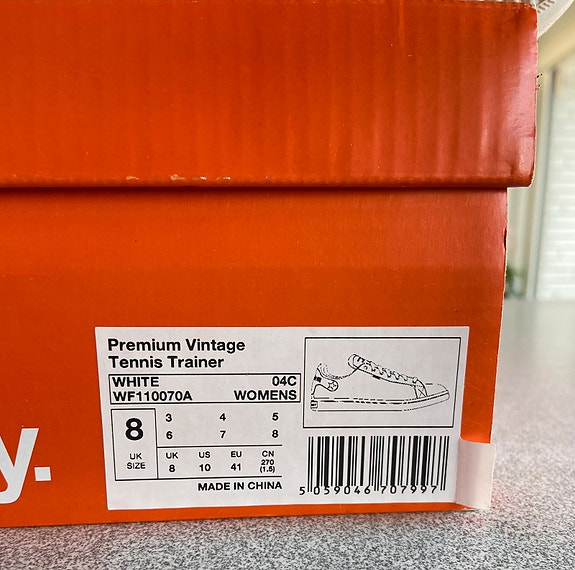 Premium Vintage
Tennis Trainer
WHITE 04C
WF110070A WOMENS
8 UK SIZE
3 4 5
6 7 8
UK US EU CN
8 10 41 270 (1.5)
MADE IN CHINA
5 059046 707997
y.